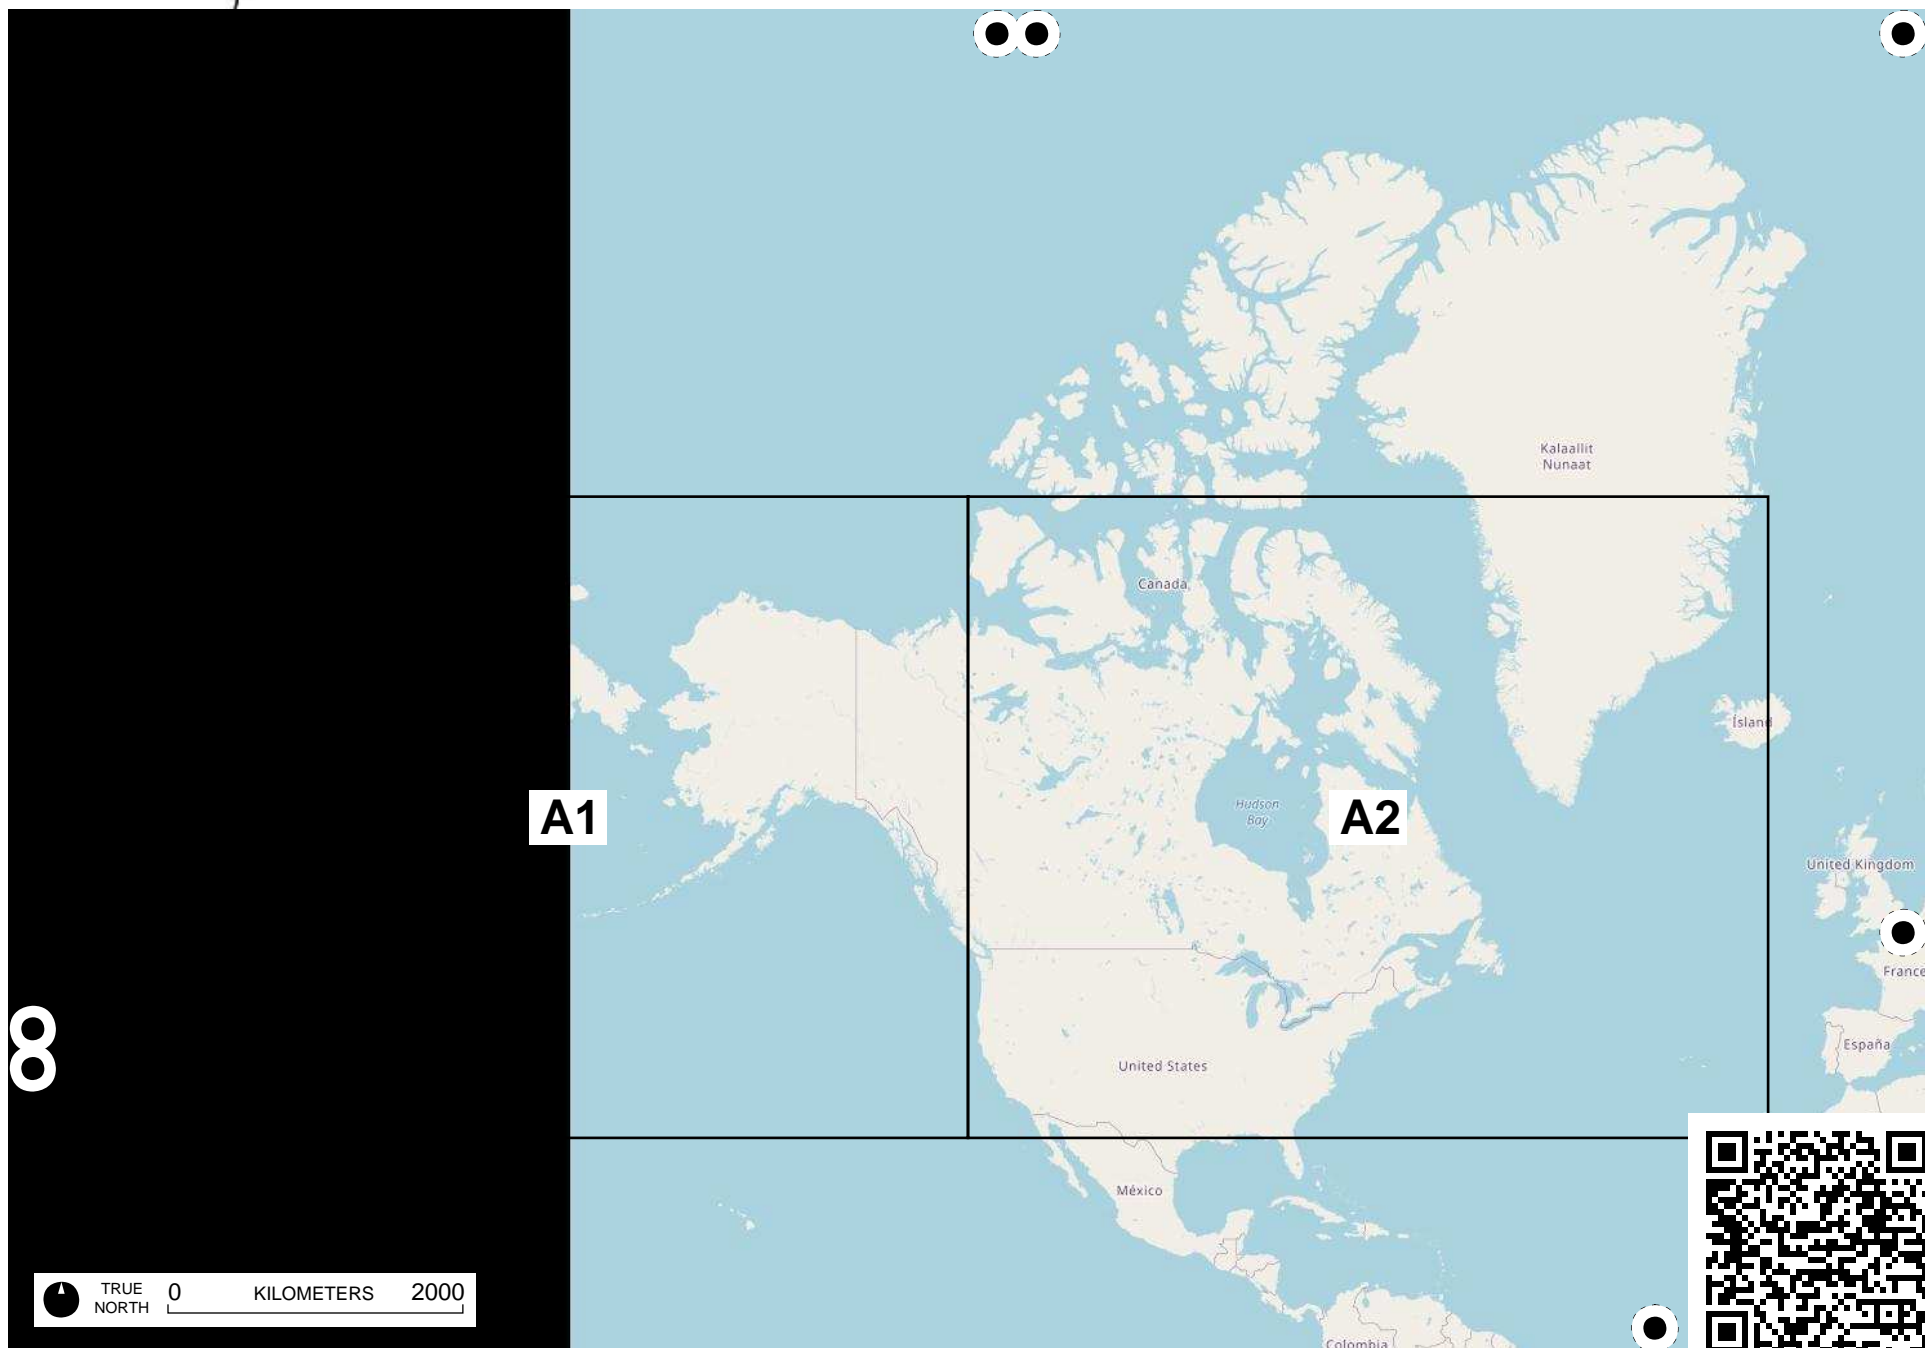 Kalaallit
Nunaat
Canada
Ísland
A1
Hudson
Bay
A2
United Kingdom
France
España
United States
México
TRUE
NORTH
0
KILOMETERS
2000
Colombia